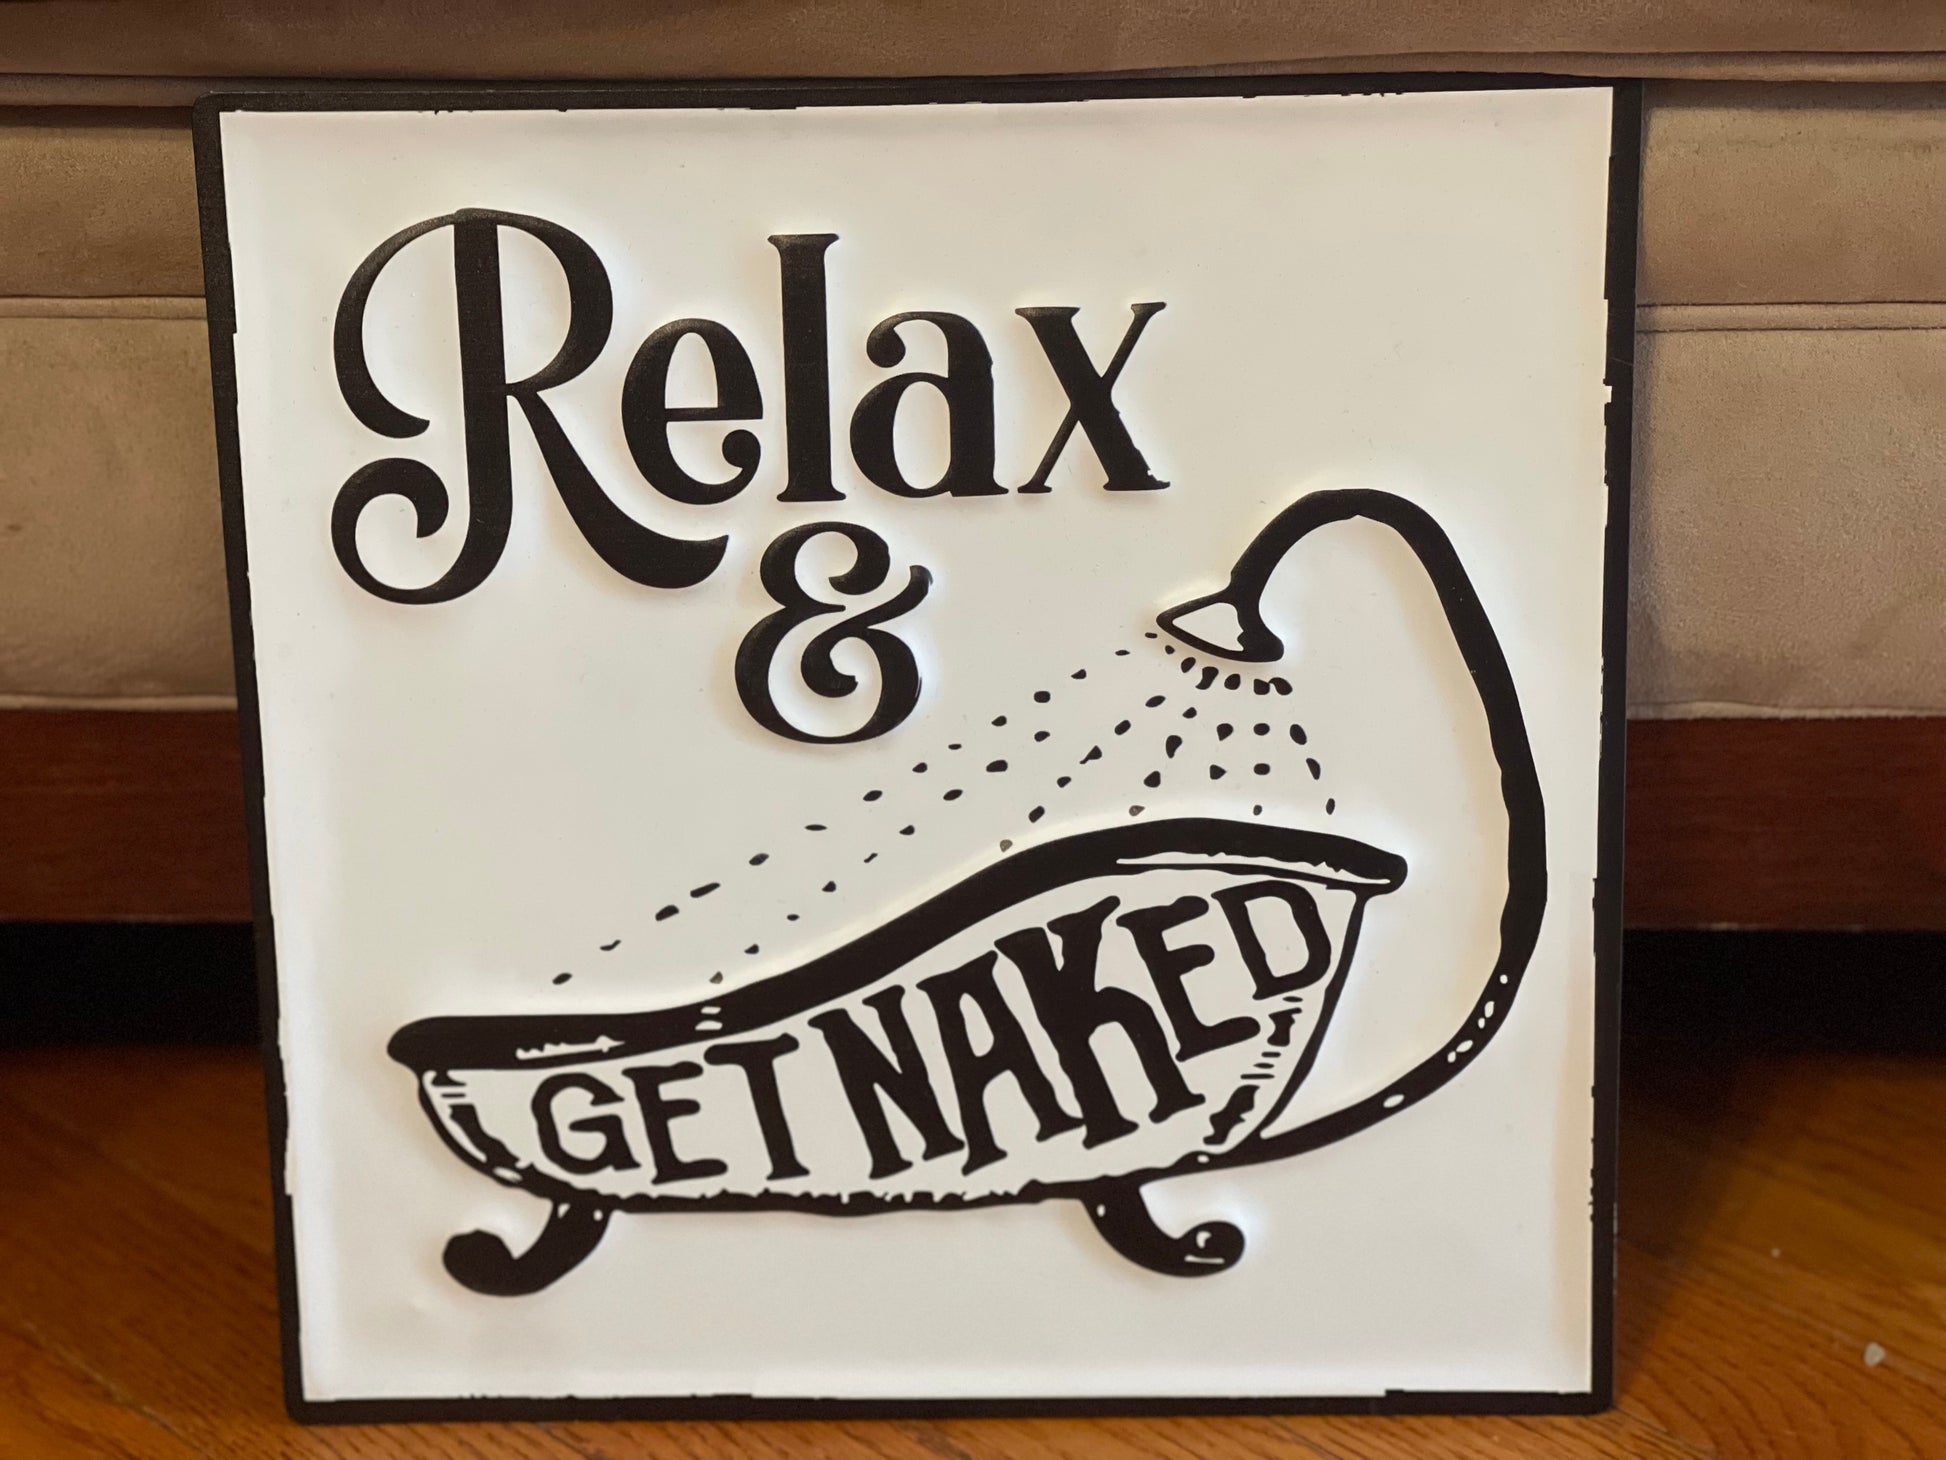 Relax
&
GET NAKED